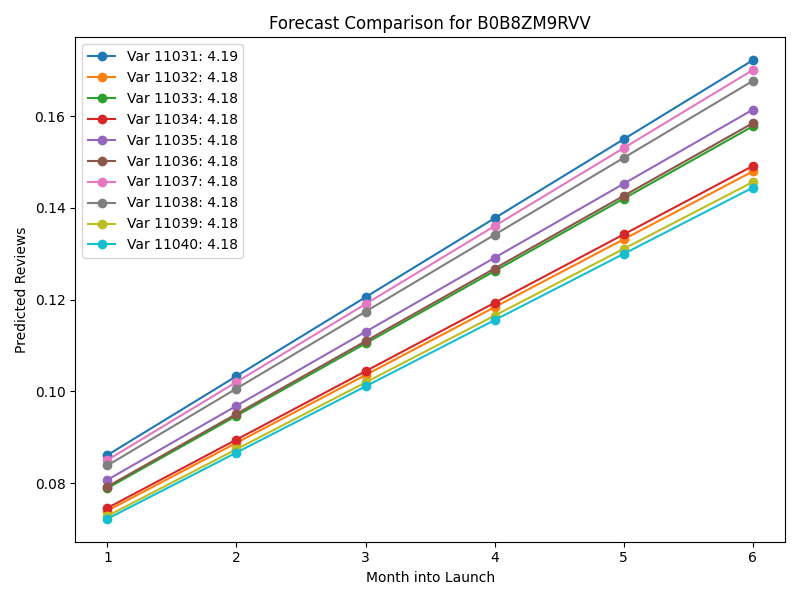 Forecast Comparison for B0B8ZM9RVV
Var 11031: 4.19
Var 11032: 4.18
Var 11033: 4.18
Var 11034: 4.18
Var 11035: 4.18
Var 11036: 4.18
Var 11037: 4.18
Var 11038: 4.18
Var 11039: 4.18
Var 11040: 4.18
Predicted Reviews
0.16
0.14
0.12
0.10
0.08
1 2 3 4 5 6
Month into Launch